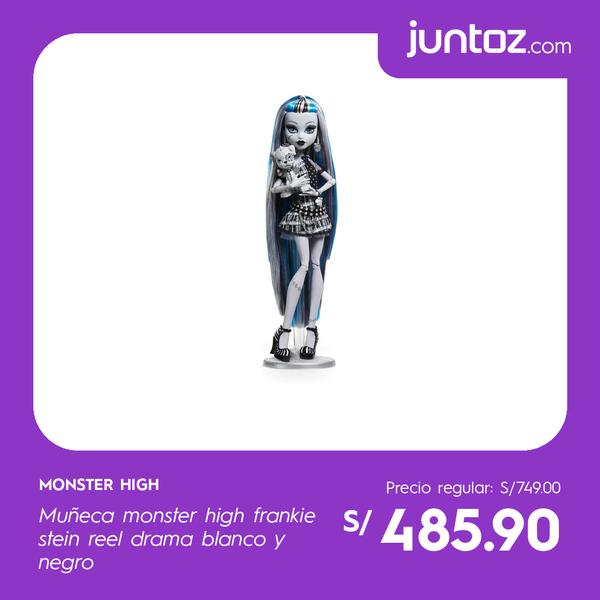 juntoz.com
MONSTER HIGH
Muñeca monster high frankie
stein reel drama blanco y
negro
Precio regular: S/749.00
S/ 485.90